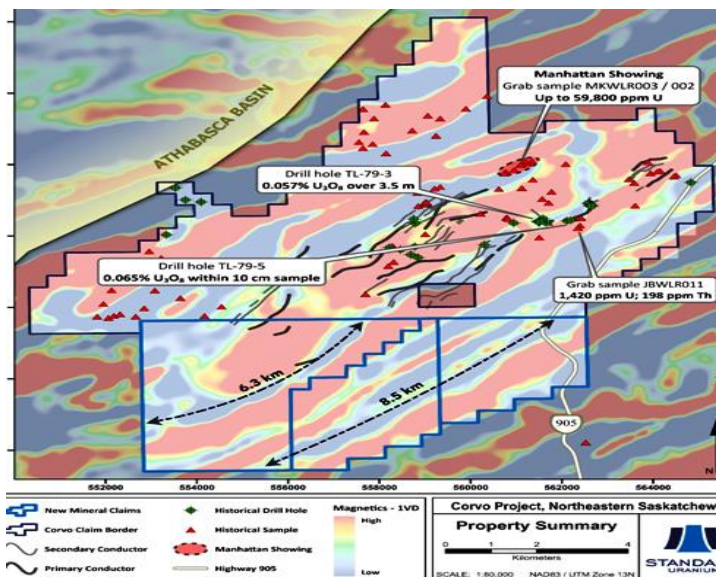 ATHABASCA BASIN
Manhattan Showing
Grab sample MKWLR003 / 002
Up to 59,800 ppm U
Drill hole TL-79-3
0.057% U₃O₈ over 3.5 m
Drill hole TL-79-5
0.065% U₃O₈ within 10 cm sample
Grab sample JBWLR011
1,420 ppm U; 198 ppm Th
6.3 km
8.5 km
905
N
552000 554000 556000 558000 560000 562000 564000
New Mineral Claims
Corvo Claim Border
Secondary Conductor
Primary Conductor
Historical Drill Hole
Historical Sample
Manhattan Showing
Highway 905
Magnetics - 1VD
High
Low
Corvo Project, Northeastern Saskatchew
Property Summary
0 2 4
Kilometers
SCALE: 1:80,000 NAD83 / UTM Zone 13N
STANDA
URANIUM